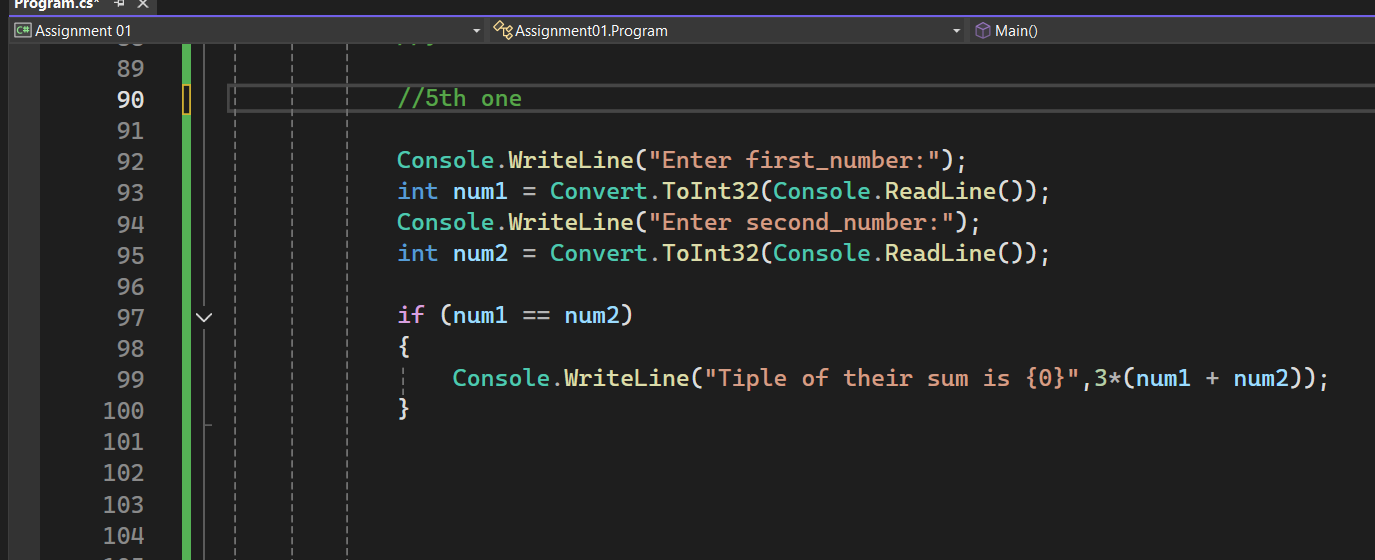 Program.cs*
Assignment 01 Assignment01.Program Main()
89
90 //5th one
91
92 Console.WriteLine("Enter first_number:");
93 int num1 = Convert.ToInt32(Console.ReadLine());
94 Console.WriteLine("Enter second_number:");
95 int num2 = Convert.ToInt32(Console.ReadLine());
96
97 if (num1 == num2)
98 {
99 Console.WriteLine("Tiple of their sum is {0}",3*(num1 + num2));
100 }
101
102
103
104